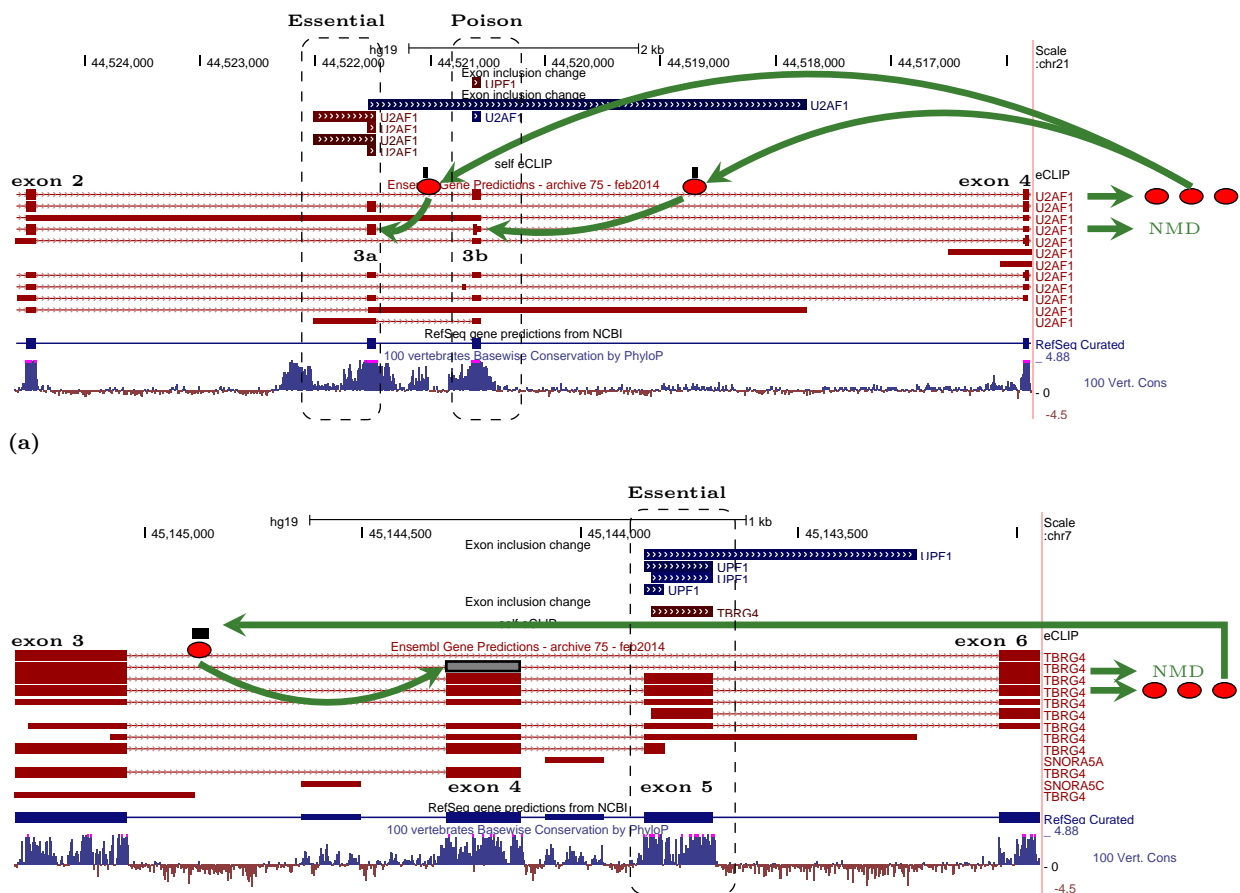 Essential Poison
hg19 2 kb Scale
44,524,000 44,523,000 44,522,000 44,521,000 44,520,000 44,519,000 44,518,000 44,517,000 :chr21
Exon inclusion change
UPF1
Exon inclusion change
U2AF1
U2AF1 U2AF1
U2AF1
U2AF1
U2AF1
self eCLIP
eCLIP
exon 2 Ensembl Gene Predictions - archive 75 - feb2014 exon 4
U2AF1
U2AF1
U2AF1
U2AF1 NMD
U2AF1
3a 3b U2AF1
U2AF1
U2AF1
U2AF1
U2AF1
U2AF1
RefSeq gene predictions from NCBI
RefSeq Curated
100 vertebrates Basewise Conservation by PhyloP 4.88
100 Vert. Cons
- 0
-4.5
(a)
Essential
hg19 1 kb Scale
45,145,000 45,144,500 45,144,000 45,143,500 :chr7
Exon inclusion change
UPF1
UPF1
UPF1
UPF1
Exon inclusion change
TBRG4
self eCLIP
exon 3 exon 6 eCLIP
Ensembl Gene Predictions - archive 75 - feb2014
TBRG4
TBRG4 NMD
TBRG4
TBRG4
TBRG4
TBRG4
TBRG4
TBRG4
TBRG4
SNORA5A
TBRG4
SNORA5C
TBRG4
exon 4 exon 5
RefSeq gene predictions from NCBI
RefSeq Curated
100 vertebrates Basewise Conservation by PhyloP 4.88
100 Vert. Cons
- 0
-4.5